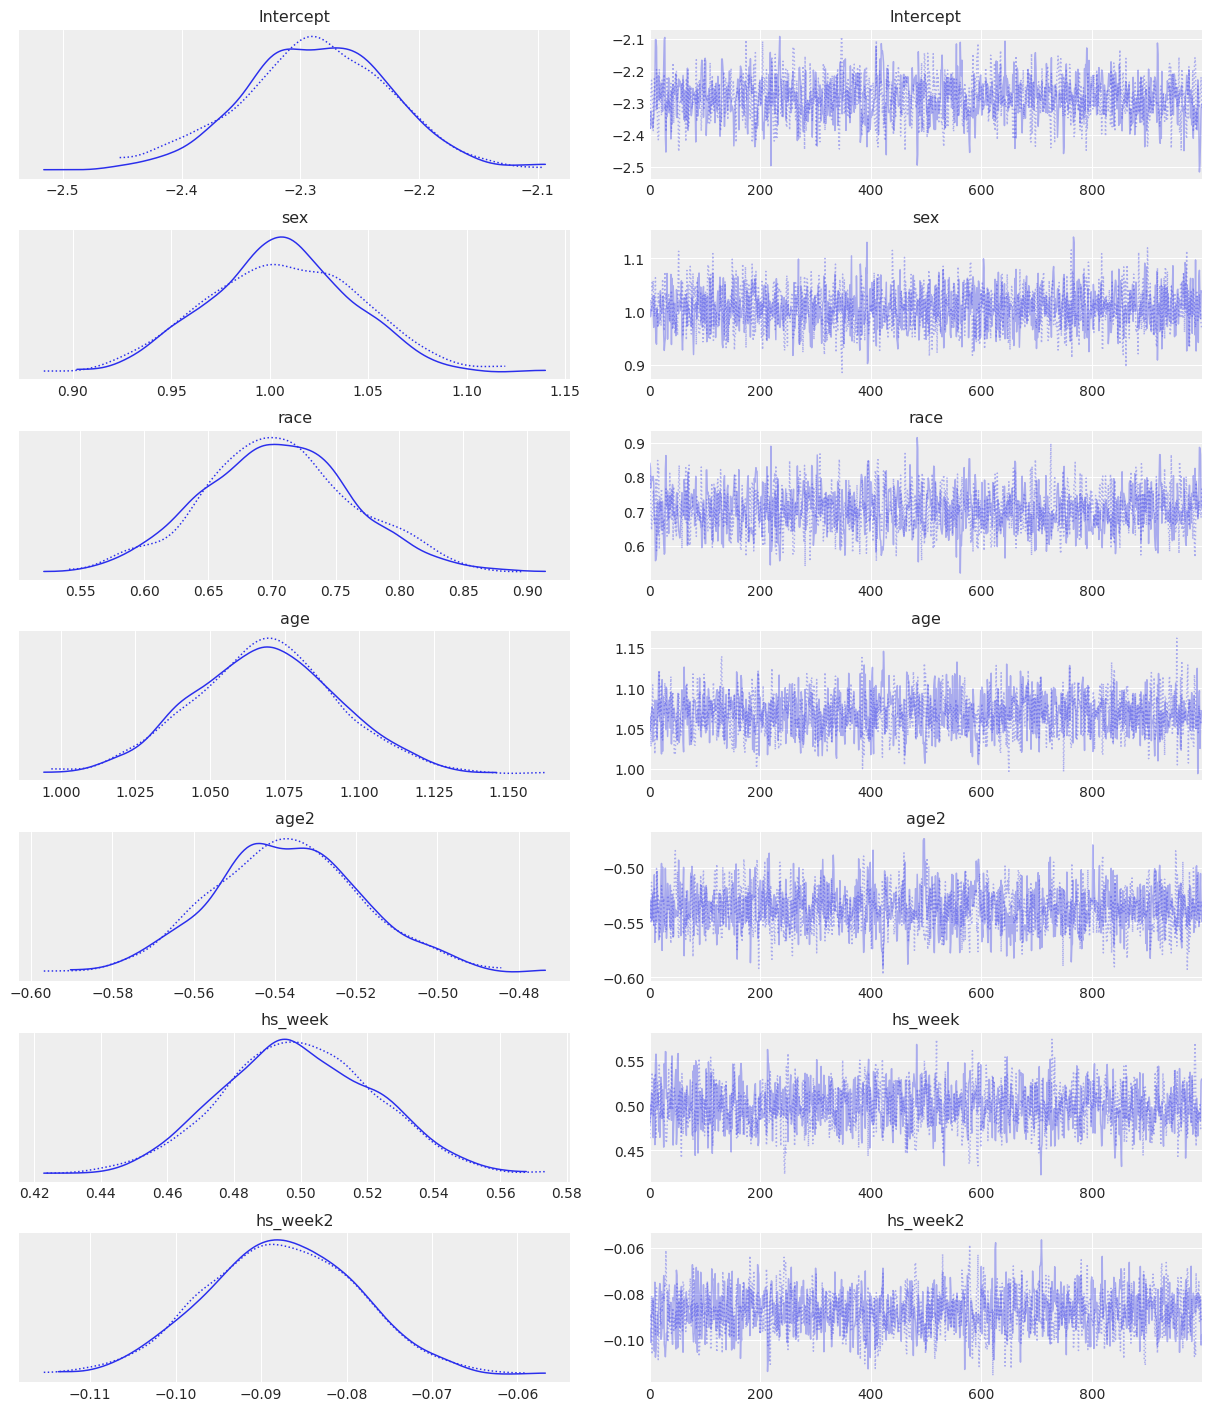 Intercept Intercept
−2.1
−2.2
−2.3
−2.4
−2.5
−2.5 −2.4 −2.3 −2.2 −2.1 0 200 400 600 800
sex sex
1.1
1.0
0.9
0.90 0.95 1.00 1.05 1.10 1.15 0 200 400 600 800
race race
0.9
0.8
0.7
0.6
0.55 0.60 0.65 0.70 0.75 0.80 0.85 0.90 0 200 400 600 800
age age
1.15
1.10
1.05
1.00
1.000 1.025 1.050 1.075 1.100 1.125 1.150 0 200 400 600 800
age2 age2
−0.50
−0.55
−0.60
−0.60 −0.58 −0.56 −0.54 −0.52 −0.50 −0.48 0 200 400 600 800
hs_week hs_week
0.55
0.50
0.45
0.42 0.44 0.46 0.48 0.50 0.52 0.54 0.56 0.58 0 200 400 600 800
hs_week2 hs_week2
−0.06
−0.08
−0.10
−0.11 −0.10 −0.09 −0.08 −0.07 −0.06 0 200 400 600 800